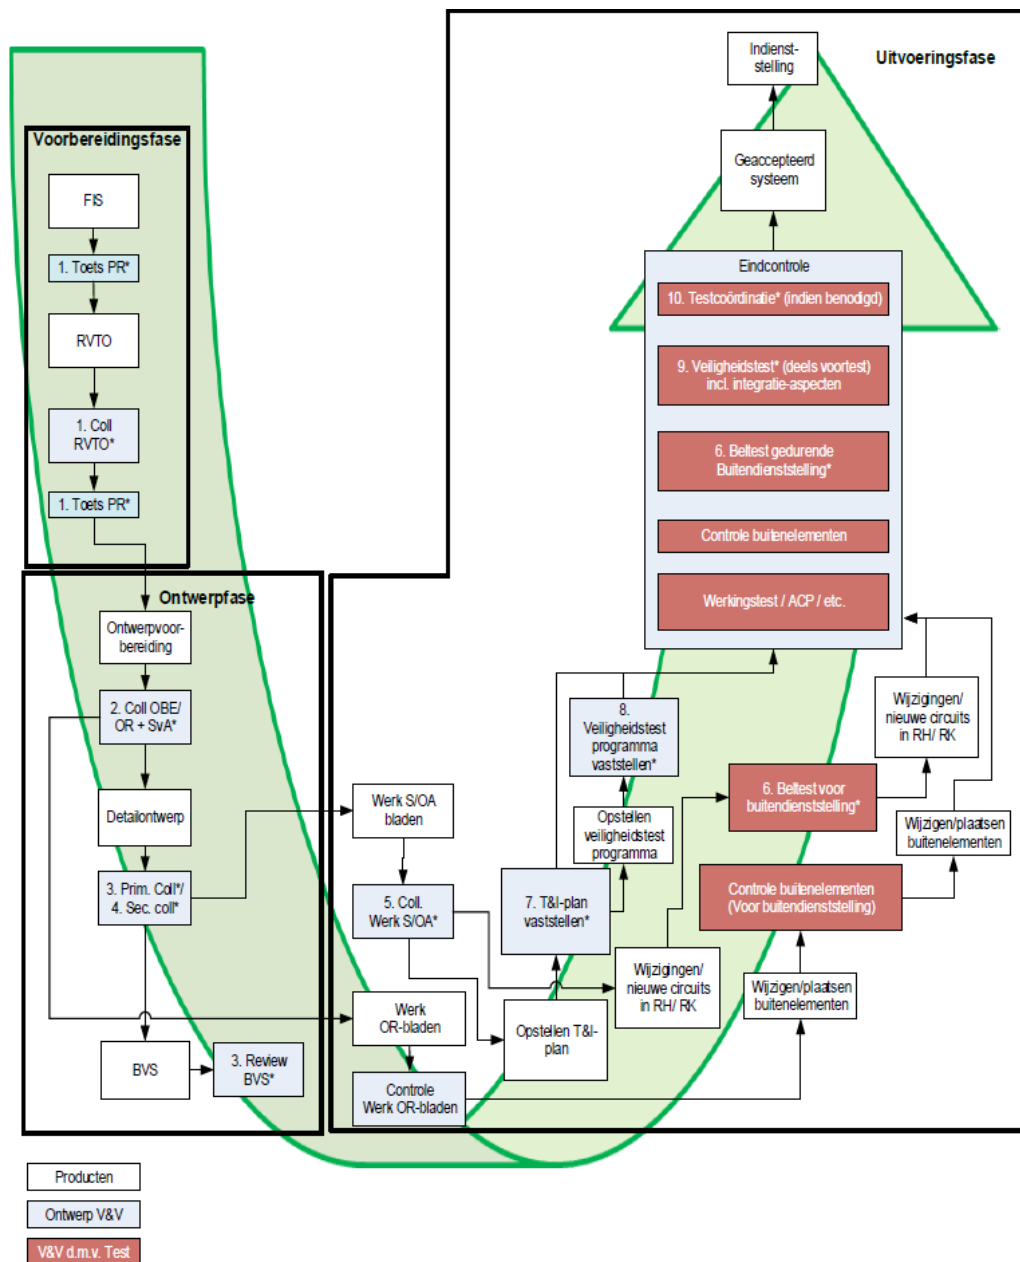 Voorbereidingsfase
FIS
1. Toets PR*
RVTO
1. Coll
RVTO*
1. Toets PR*
Ontwerpfase
Ontwerpvoor-
bereiding
2. Coll OBE/
OR + SvA*
Detailontwerp
3. Prim. Coll*/
4. Sec. coll*
BVS
3. Review
BVS*
Uitvoeringsfase
Indienst-
stelling
Geaccepteerd
systeem
Eindcontrole
10. Testcoördinatie* (indien benodigd)
9. Veiligheidstest* (deels voortest)
incl. integratie-aspecten
6. Beltest gedurende
Buitendienststelling*
Controle buitenelementen
Werkingstest / ACP / etc.
8.
Veiligheidstest
programma
vaststellen*
Wijzigingen/
nieuwe circuits
in RH/ RK
Werk S/OA
bladen
Opstellen
veiligheidstest
programma
6. Beltest voor
buitendienststelling*
Wijzigen/plaatsen
buitenelementen
5. Coll.
Werk S/OA*
7. T&I-plan
vaststellen*
Controle buitenelementen
(Voor buitendienststelling)
Wijzigingen/
nieuwe circuits
in RH/ RK
Wijzigen/plaatsen
buitenelementen
Werk
OR-bladen
Opstellen T&I-
plan
Controle
Werk OR-bladen
Producten
Ontwerp V&V
V&V d.m.v. Test